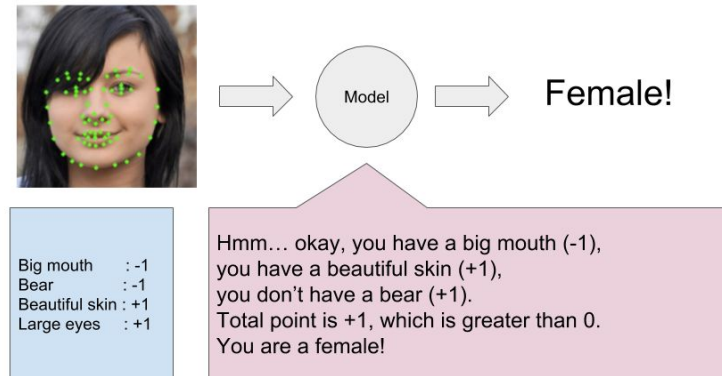 Model
Female!
Big mouth : -1
Bear : -1
Beautiful skin : +1
Large eyes : +1
Hmm... okay, you have a big mouth (-1),
you have a beautiful skin (+1),
you don't have a bear (+1).
Total point is +1, which is greater than 0.
You are a female!